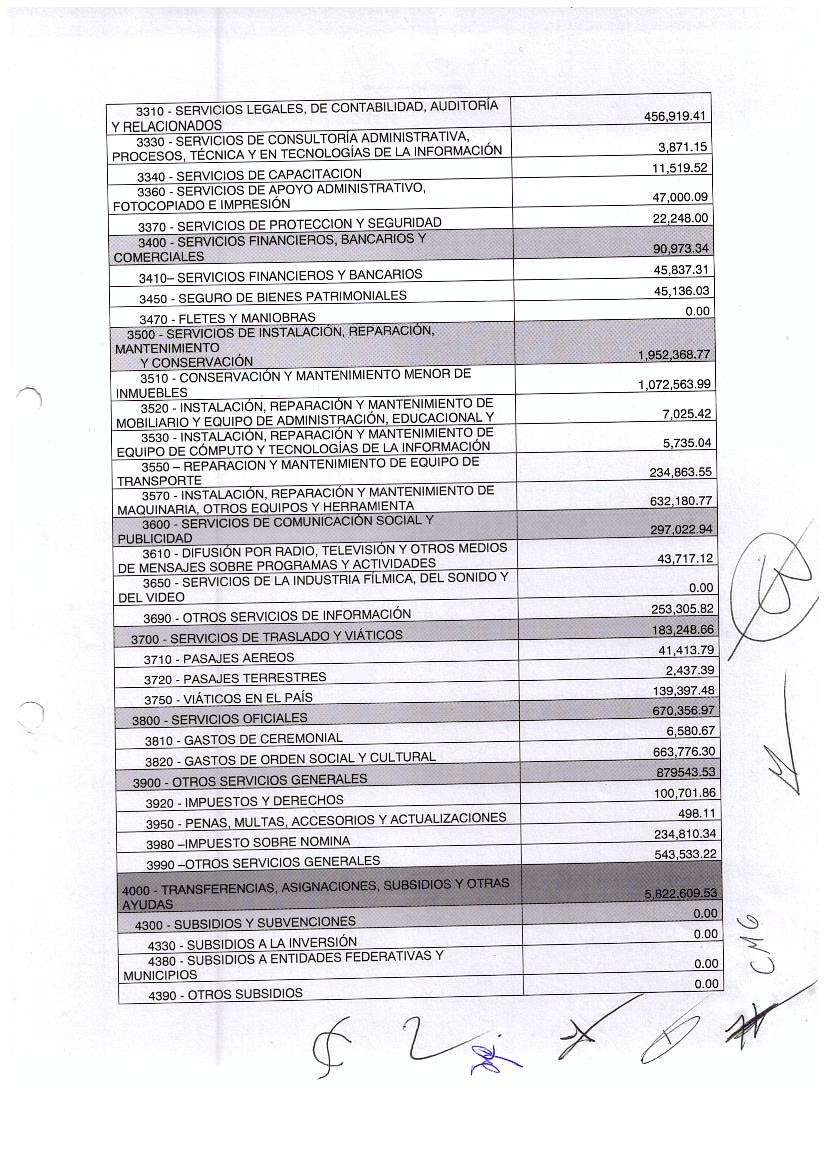 3310 - SERVICIOS LEGALES, DE CONTABILIDAD, AUDITORÍA
Y RELACIONADOS 456,919.41
3330 - SERVICIOS DE CONSULTORÍA ADMINISTRATIVA,
PROCESOS, TÉCNICA Y EN TECNOLOGÍAS DE LA INFORMACIÓN 3,871.15
3340 - SERVICIOS DE CAPACITACION 11,519.52
3360 - SERVICIOS DE APOYO ADMINISTRATIVO,
FOTOCOPIADO E IMPRESIÓN 47,000.09
3370 - SERVICIOS DE PROTECCION Y SEGURIDAD 22,248.00
3400 - SERVICIOS FINANCIEROS, BANCARIOS Y
COMERCIALES 90,973.34
3410– SERVICIOS FINANCIEROS Y BANCARIOS 45,837.31
3450 - SEGURO DE BIENES PATRIMONIALES 45,136.03
3470 - FLETES Y MANIOBRAS 0.00
3500 - SERVICIOS DE INSTALACIÓN, REPARACIÓN,
MANTENIMIENTO
Y CONSERVACIÓN 1,952,368.77
3510 - CONSERVACIÓN Y MANTENIMIENTO MENOR DE
INMUEBLES 1,072,563.99
3520 - INSTALACIÓN, REPARACIÓN Y MANTENIMIENTO DE
MOBILIARIO Y EQUIPO DE ADMINISTRACIÓN, EDUCACIONAL Y 7,025.42
3530 - INSTALACIÓN, REPARACIÓN Y MANTENIMIENTO DE
EQUIPO DE CÓMPUTO Y TECNOLOGÍAS DE LA INFORMACIÓN 5,735.04
3550 – REPARACION Y MANTENIMIENTO DE EQUIPO DE
TRANSPORTE 234,863.55
3570 - INSTALACIÓN, REPARACIÓN Y MANTENIMIENTO DE
MAQUINARIA, OTROS EQUIPOS Y HERRAMIENTA 632,180.77
3600 - SERVICIOS DE COMUNICACIÓN SOCIAL Y
PUBLICIDAD 297,022.94
3610 - DIFUSIÓN POR RADIO, TELEVISIÓN Y OTROS MEDIOS
DE MENSAJES SOBRE PROGRAMAS Y ACTIVIDADES 43,717.12
3650 - SERVICIOS DE LA INDUSTRIA FÍLMICA, DEL SONIDO Y
DEL VIDEO 0.00
3690 - OTROS SERVICIOS DE INFORMACIÓN 253,305.82
3700 - SERVICIOS DE TRASLADO Y VIÁTICOS 183,248.66
3710 - PASAJES AEREOS 41,413.79
3720 - PASAJES TERRESTRES 2,437.39
3750 - VIÁTICOS EN EL PAÍS 139,397.48
3800 - SERVICIOS OFICIALES 670,356.97
3810 - GASTOS DE CEREMONIAL 6,580.67
3820 - GASTOS DE ORDEN SOCIAL Y CULTURAL 663,776.30
3900 - OTROS SERVICIOS GENERALES 879543.53
3920 - IMPUESTOS Y DERECHOS 100,701.86
3950 - PENAS, MULTAS, ACCESORIOS Y ACTUALIZACIONES 498.11
3980 –IMPUESTO SOBRE NOMINA 234,810.34
3990 –OTROS SERVICIOS GENERALES 543,533.22
4000 - TRANSFERENCIAS, ASIGNACIONES, SUBSIDIOS Y OTRAS
AYUDAS 5,822,609.53
4300 - SUBSIDIOS Y SUBVENCIONES 0.00
4330 - SUBSIDIOS A LA INVERSIÓN 0.00
4380 - SUBSIDIOS A ENTIDADES FEDERATIVAS Y
MUNICIPIOS 0.00
4390 - OTROS SUBSIDIOS 0.00
CMG